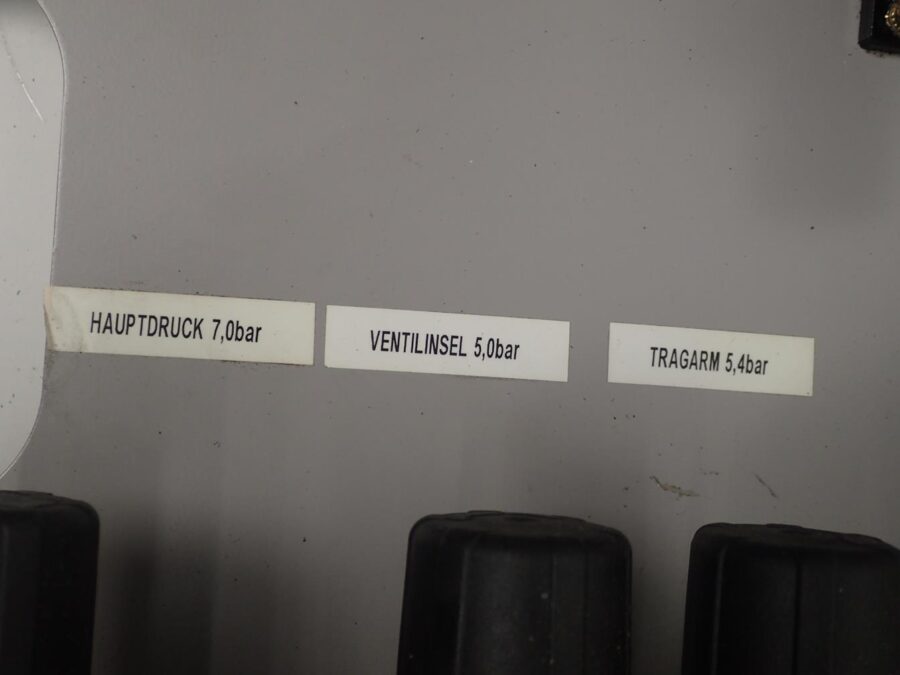 HAUPTDRUCK 7,0bar
VENTILINSEL 5,0bar
TRAGARM 5,4bar